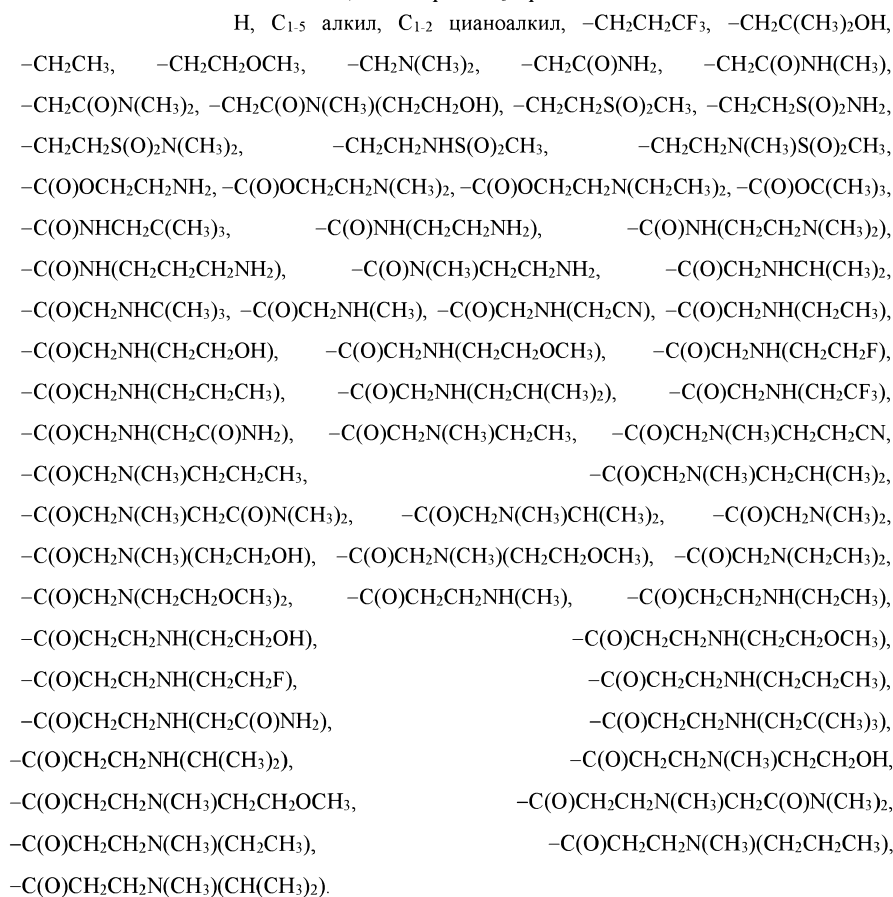 H, C1-5 алкил, C1-2 цианоалкил, –CH2CH2CF3, –CH2C(CH3)2OH,
–CH2CH3, –CH2CH2OCH3, –CH2N(CH3)2, –CH2C(O)NH2, –CH2C(O)NH(CH3),
–CH2C(O)N(CH3)2, –CH2C(O)N(CH3)(CH2CH2OH), –CH2CH2S(O)2CH3, –CH2CH2S(O)2NH2,
–CH2CH2S(O)2N(CH3)2, –CH2CH2NHS(O)2CH3, –CH2CH2N(CH3)S(O)2CH3,
–C(O)OCH2CH2NH2, –C(O)OCH2CH2N(CH3)2, –C(O)OCH2CH2N(CH2CH3)2, –C(O)OC(CH3)3,
–C(O)NHCH2C(CH3)3, –C(O)NH(CH2CH2NH2), –C(O)NH(CH2CH2N(CH3)2),
–C(O)NH(CH2CH2CH2NH2), –C(O)N(CH3)CH2CH2NH2, –C(O)CH2NHCH(CH3)2,
–C(O)CH2NHC(CH3)3, –C(O)CH2NH(CH3), –C(O)CH2NH(CH2CN), –C(O)CH2NH(CH2CH3),
–C(O)CH2NH(CH2CH2OH), –C(O)CH2NH(CH2CH2OCH3), –C(O)CH2NH(CH2CH2F),
–C(O)CH2NH(CH2CH2CH3), –C(O)CH2NH(CH2CH(CH3)2), –C(O)CH2NH(CH2CF3),
–C(O)CH2NH(CH2C(O)NH2), –C(O)CH2N(CH3)CH2CH3, –C(O)CH2N(CH3)CH2CH2CN,
–C(O)CH2N(CH3)CH2CH2CH3, –C(O)CH2N(CH3)CH2CH(CH3)2,
–C(O)CH2N(CH3)CH2C(O)N(CH3)2, –C(O)CH2N(CH3)CH(CH3)2, –C(O)CH2N(CH3)2,
–C(O)CH2N(CH3)(CH2CH2OH), –C(O)CH2N(CH3)(CH2CH2OCH3), –C(O)CH2N(CH2CH3)2,
–C(O)CH2N(CH2CH2OCH3)2, –C(O)CH2CH2NH(CH3), –C(O)CH2CH2NH(CH2CH3),
–C(O)CH2CH2NH(CH2CH2OH), –C(O)CH2CH2NH(CH2CH2OCH3),
–C(O)CH2CH2NH(CH2CH2F), –C(O)CH2CH2NH(CH2CH2CH3),
–C(O)CH2CH2NH(CH2C(O)NH2), –C(O)CH2CH2NH(CH2C(CH3)3),
–C(O)CH2CH2NH(CH(CH3)2), –C(O)CH2CH2N(CH3)CH2CH2OH,
–C(O)CH2CH2N(CH3)CH2CH2OCH3, –C(O)CH2CH2N(CH3)CH2C(O)N(CH3)2,
–C(O)CH2CH2N(CH3)(CH2CH3), –C(O)CH2CH2N(CH3)(CH2CH2CH3),
–C(O)CH2CH2N(CH3)(CH(CH3)2).